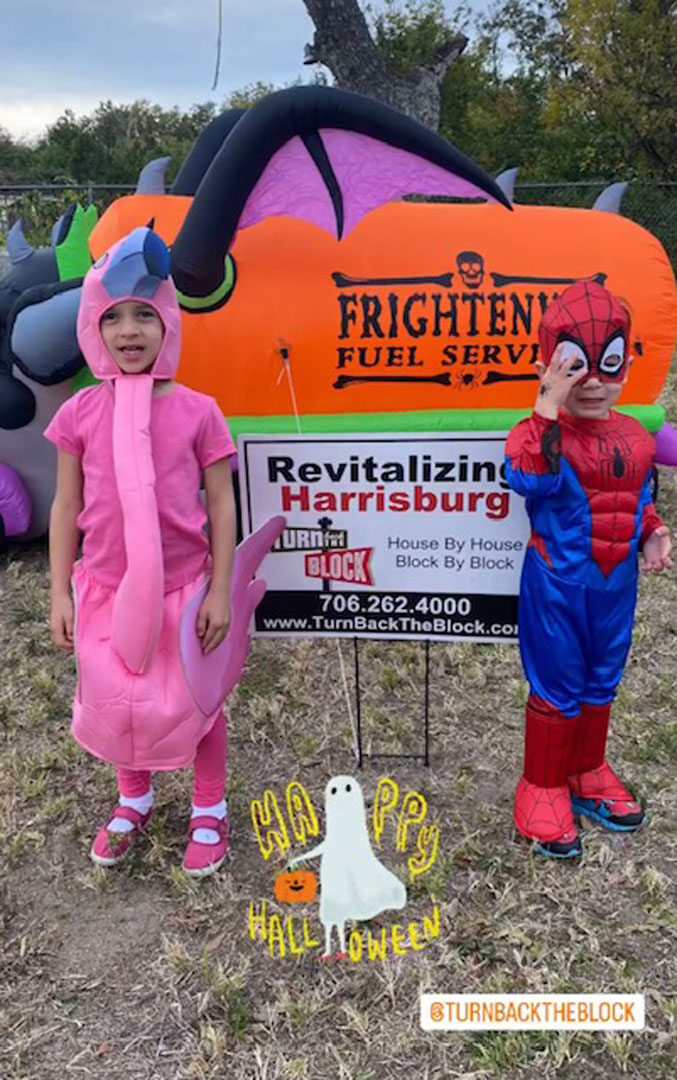 FRIGHTEN
FUEL SERV
Revitalizing
Harrisburg
TURN
THE
BLOCK
House By House
Block By Block
706.262.4000
www.TurnBackTheBlock.co
HAPPY
HALLOWEEN
@TURNBACKTHEBLOCK